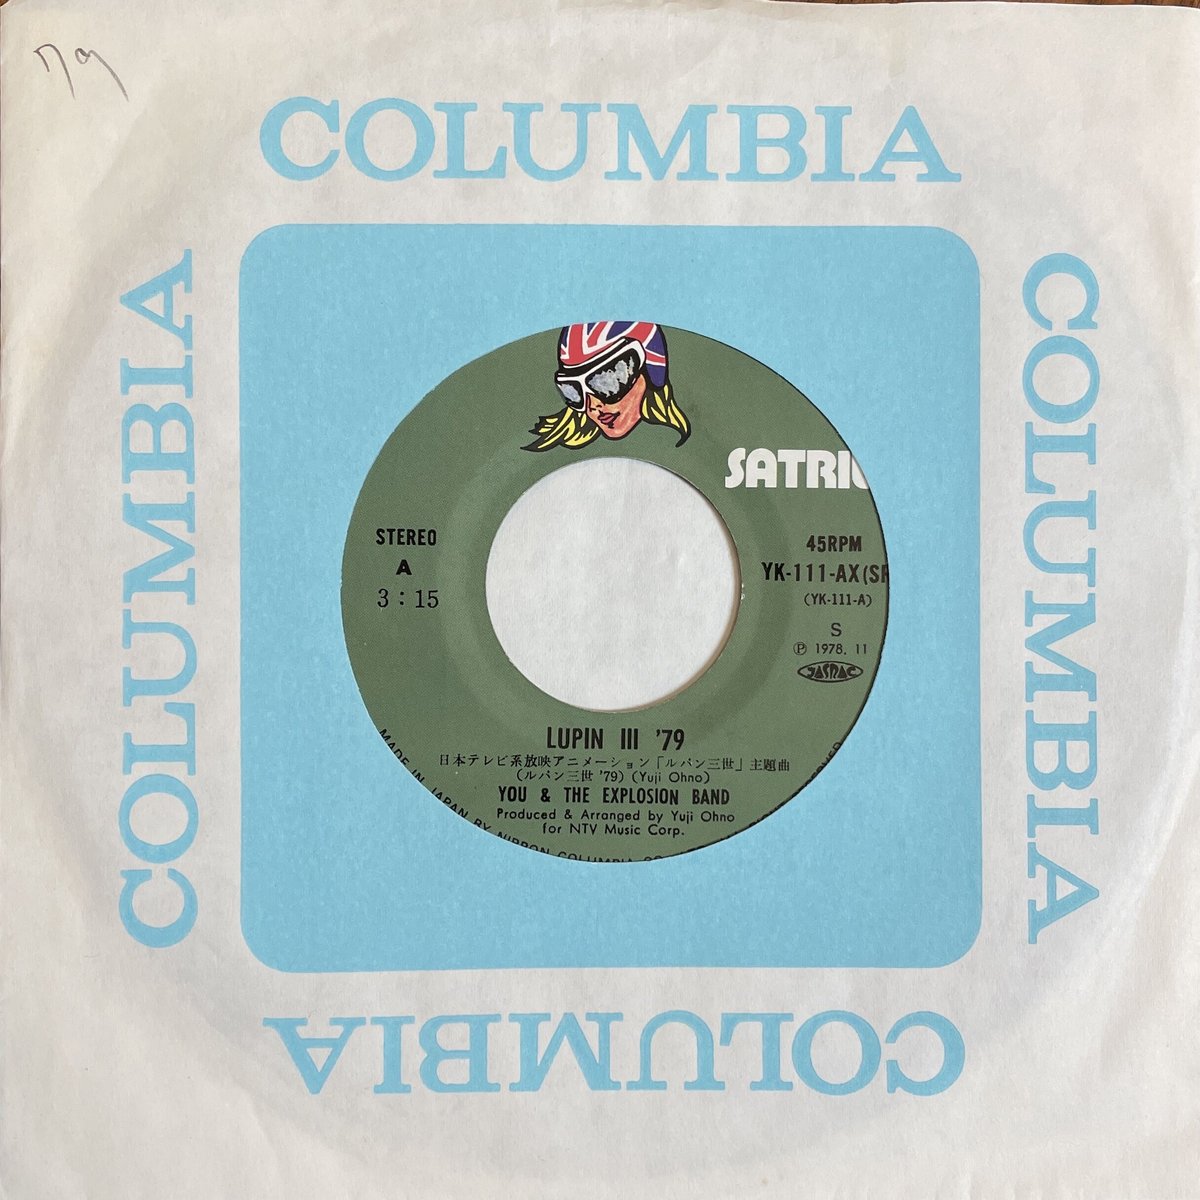 COLUMBIA
COLUMBIA
COLUMBIA
SATRI
STEREO
A
3:15
45RPM
YK-111-AX(S
(YK-111-A)
S
Ⓟ 1978. 11
JASRAC
LUPIN III '79
日本テレビ系放映アニメーション「ルパン三世」主題曲
(ルパン三世 '79) (Yuji Ohno)
YOU & THE EXPLOSION BAND
Produced & Arranged by Yuji Ohno
for NTV Music Corp.
MADE IN JAPAN BY NIPPON COLUMBIA CO
COLUMBIA